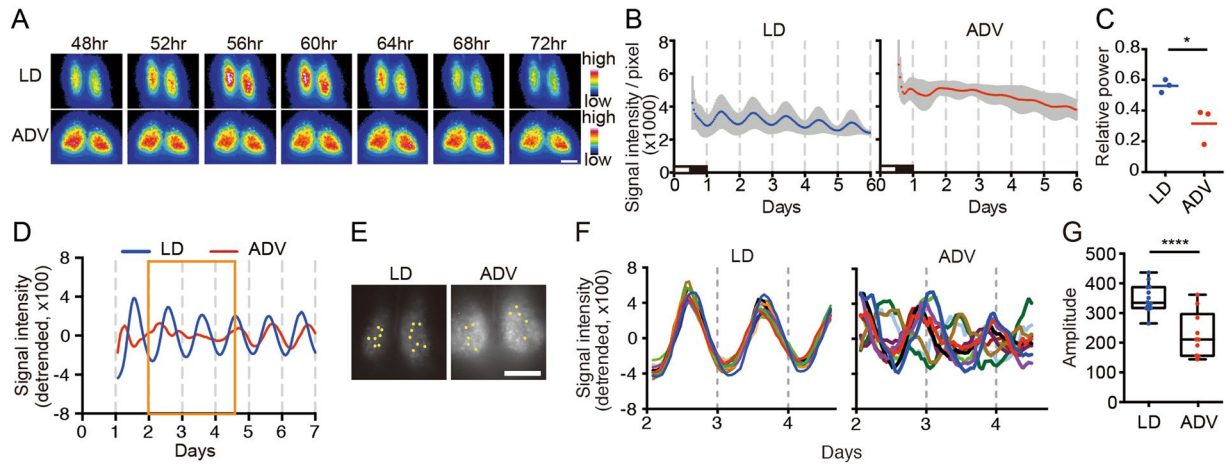 A
48hr 52hr 56hr 60hr 64hr 68hr 72hr
LD
high
low
ADV
high
low
B
LD
ADV
Signal intensity / pixel
(x1000)
8
6
4
2
0
0 1 2 3 4 5 6
0 1 2 3 4 5 6
Days
Days
C
*
Relative power
0.8
0.6
0.4
0.2
0
LD
ADV
D
LD
ADV
Signal intensity
(detrended, x100)
8
4
0
-4
-8
0 1 2 3 4 5 6 7
Days
E
LD
ADV
F
LD
ADV
Signal intensity
(detrended, x100)
8
4
0
-4
-8
2 3 4
2 3 4
Days
G
****
Amplitude
500
400
300
200
100
0
LD ADV